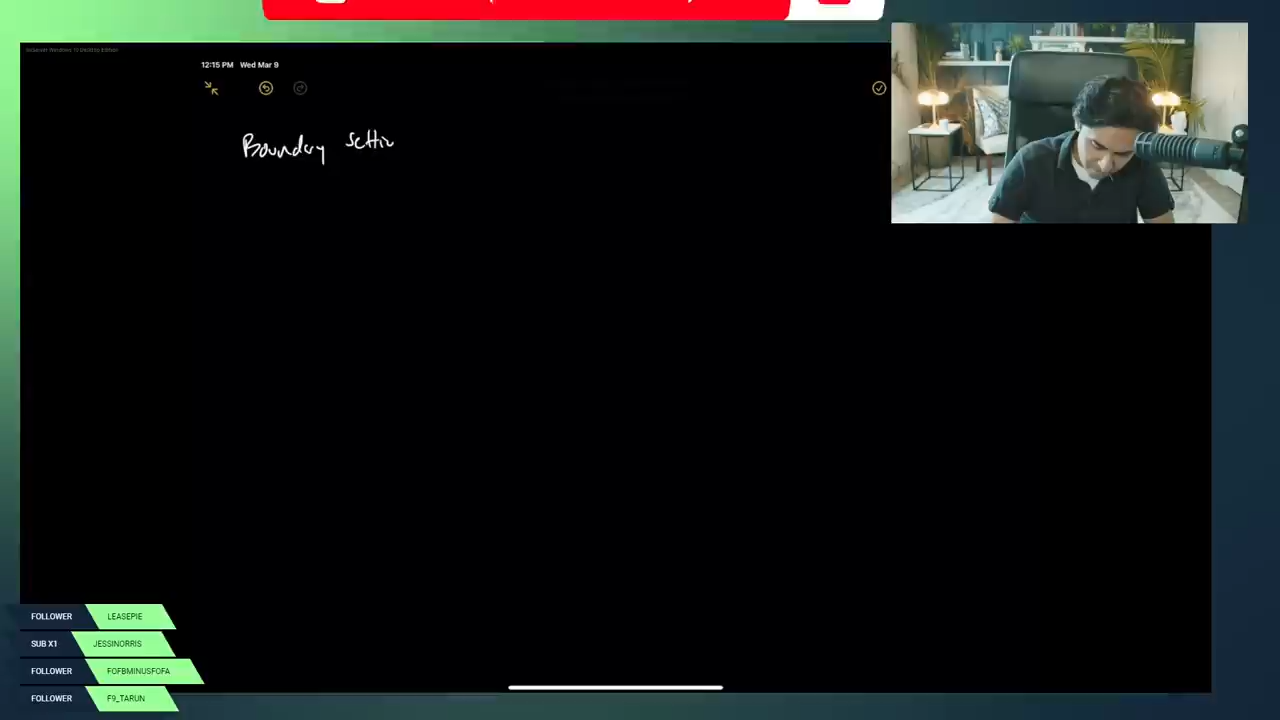 12:15 PM Wed Mar 9
Boundary Settin
FOLLOWER LEASEPIE
SUB X1 JESSINORRIS
FOLLOWER FOFBMINUSFOFA
FOLLOWER F9_TARUN